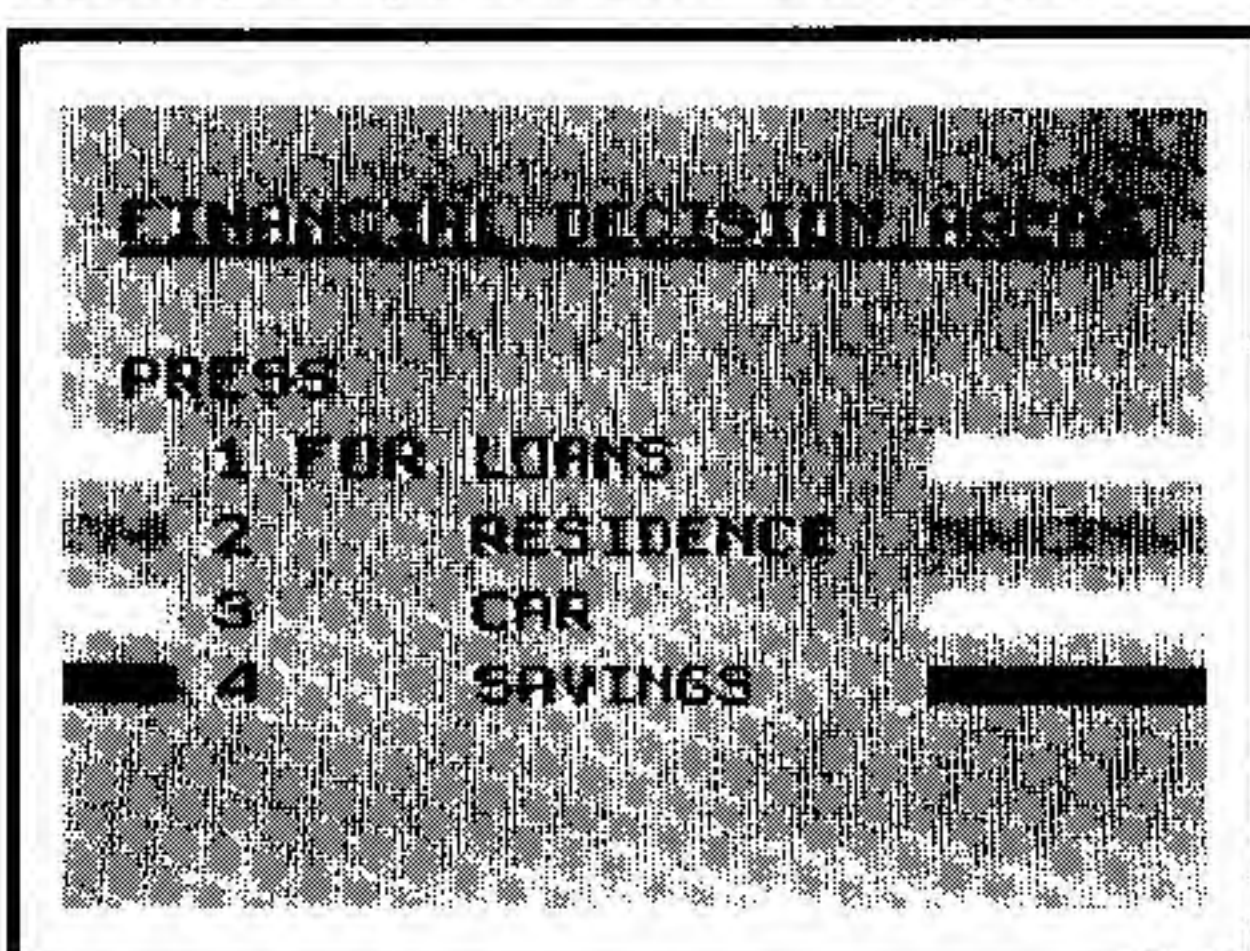 FINANCIAL DECISION AREAS
PRESS
1 FOR LOANS
2 RESIDENCE
3 CAR
4 SAVINGS